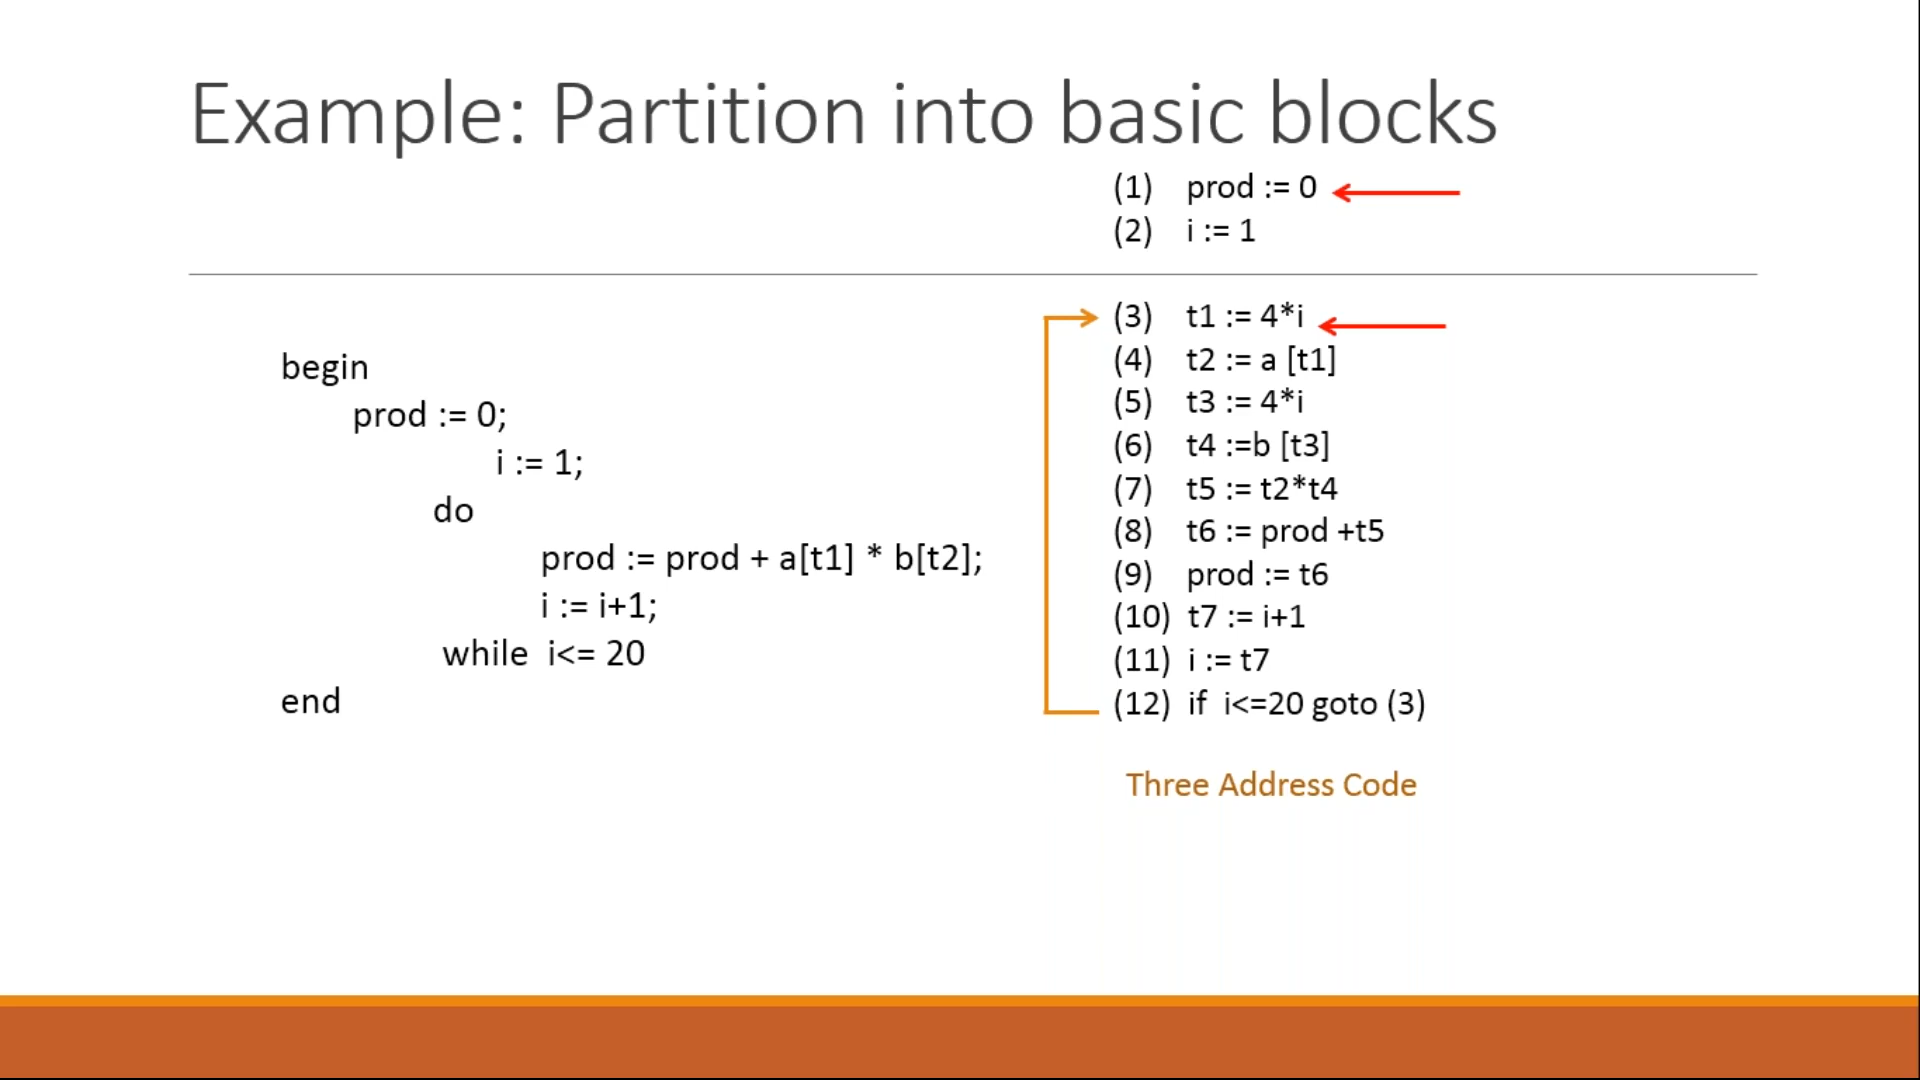 Example: Partition into basic blocks
(1) prod := 0
(2) i := 1
begin
prod := 0;
i := 1;
do
prod := prod + a[t1] * b[t2];
i := i+1;
while i<= 20
end
(3) t1 := 4*i
(4) t2 := a [t1]
(5) t3 := 4*i
(6) t4 :=b [t3]
(7) t5 := t2*t4
(8) t6 := prod +t5
(9) prod := t6
(10) t7 := i+1
(11) i := t7
(12) if i<=20 goto (3)
Three Address Code